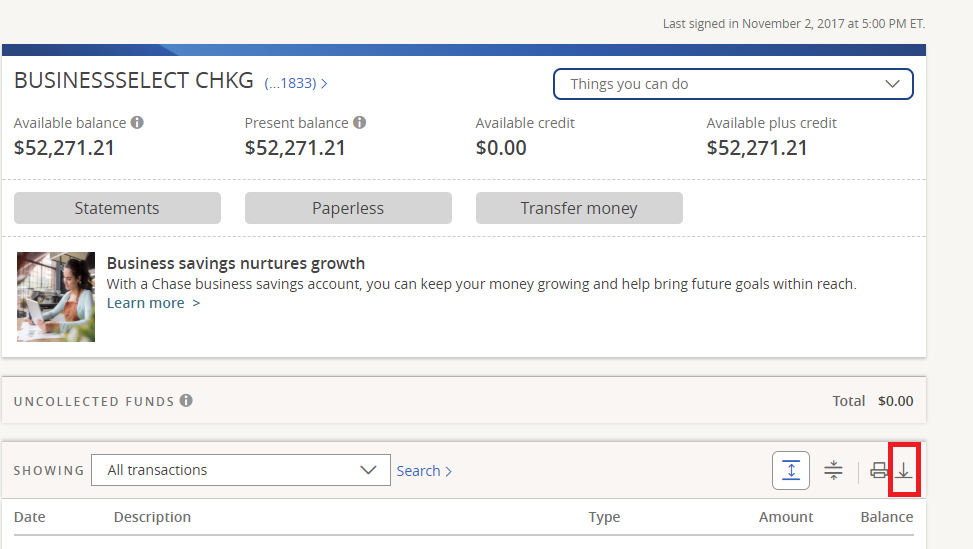 Last signed in November 2, 2017 at 5:00 PM ET.
BUSINESSSELECT CHKG (...1833) >
Things you can do
Available balance Present balance Available credit Available plus credit
$52,271.21 $52,271.21 $0.00 $52,271.21
Statements Paperless Transfer money
Business savings nurtures growth
With a Chase business savings account, you can keep your money growing and help bring future goals within reach.
Learn more >
UNCOLLECTED FUNDS Total $0.00
SHOWING All transactions Search >
Date Description Type Amount Balance